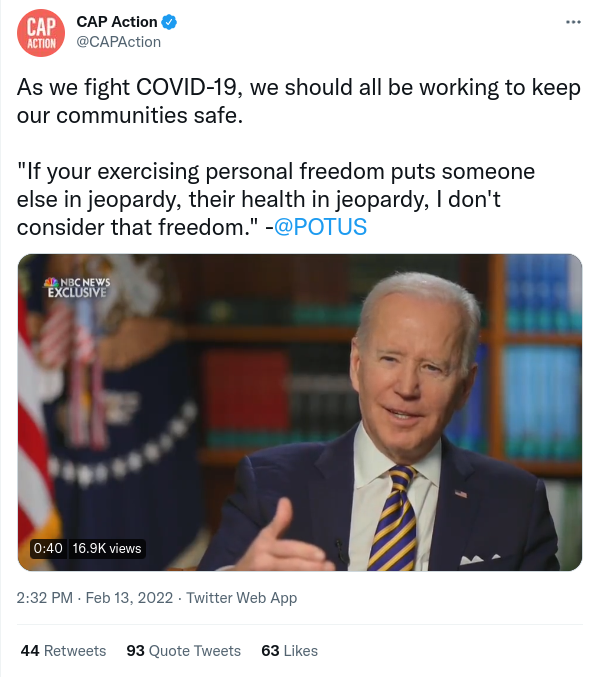 CAP
ACTION
CAP Action
@CAPAction
As we fight COVID-19, we should all be working to keep
our communities safe.
"If your exercising personal freedom puts someone
else in jeopardy, their health in jeopardy, I don't
consider that freedom." -@POTUS
NBC NEWS
EXCLUSIVE
0:40 16.9K views
2:32 PM · Feb 13, 2022 · Twitter Web App
44 Retweets 93 Quote Tweets 63 Likes